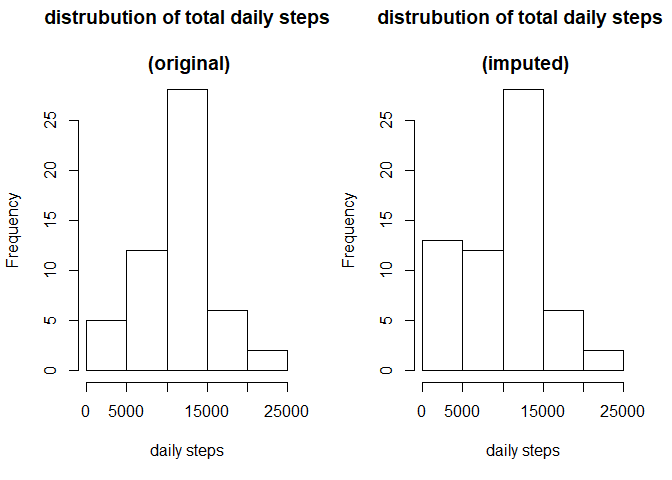 distrubution of total daily steps
(original)
Frequency
0
5
10
15
20
25
0 5000 15000 25000
daily steps
distrubution of total daily steps
(imputed)
Frequency
0
5
10
15
20
25
0 5000 15000 25000
daily steps